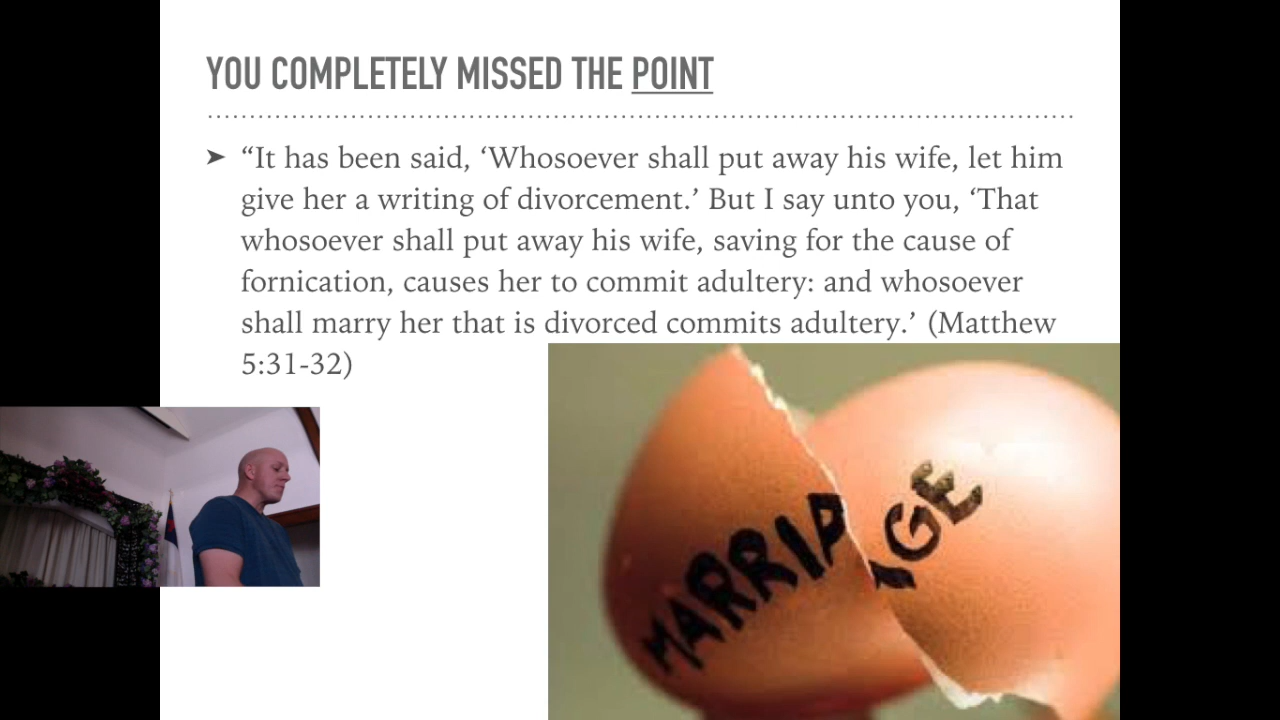 YOU COMPLETELY MISSED THE POINT
➤ “It has been said, ‘Whosoever shall put away his wife, let him
give her a writing of divorcement.’ But I say unto you, ‘That
whosoever shall put away his wife, saving for the cause of
fornication, causes her to commit adultery: and whosoever
shall marry her that is divorced commits adultery.’ (Matthew
5:31-32)
MARRIAGE